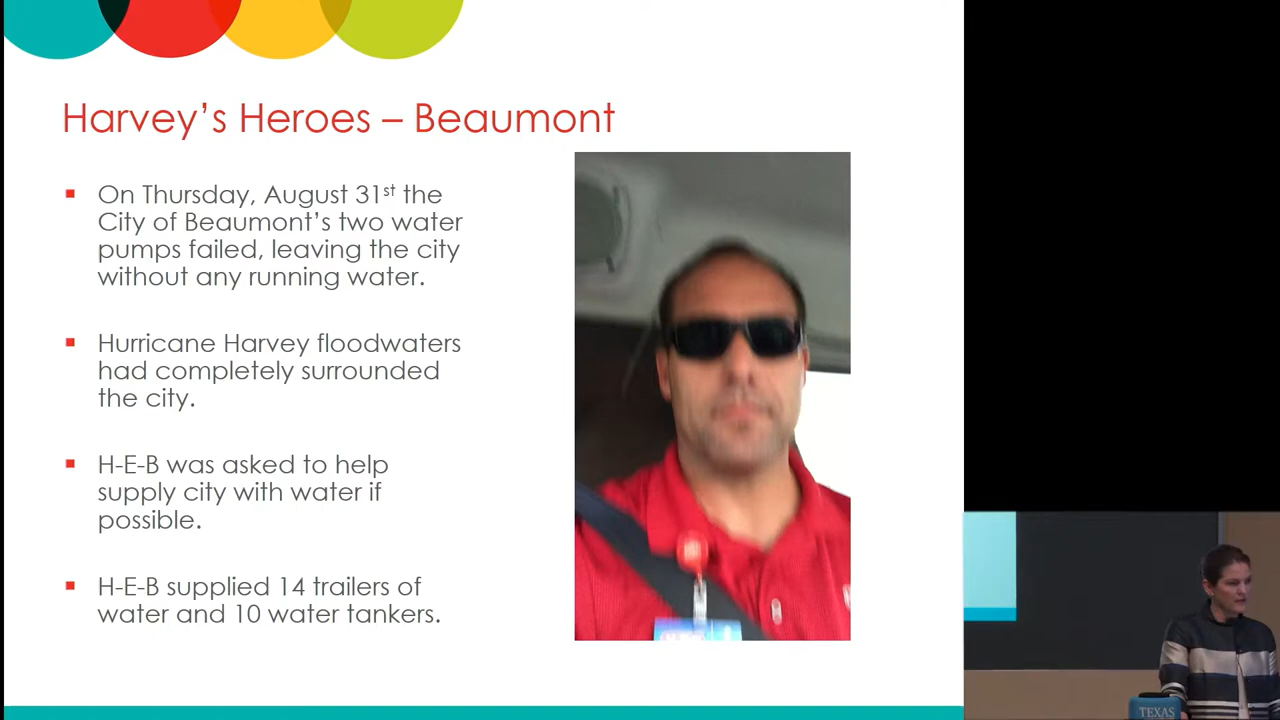 Harvey’s Heroes – Beaumont
On Thursday, August 31st the
City of Beaumont’s two water
pumps failed, leaving the city
without any running water.
Hurricane Harvey floodwaters
had completely surrounded
the city.
H-E-B was asked to help
supply city with water if
possible.
H-E-B supplied 14 trailers of
water and 10 water tankers.
TEXAS